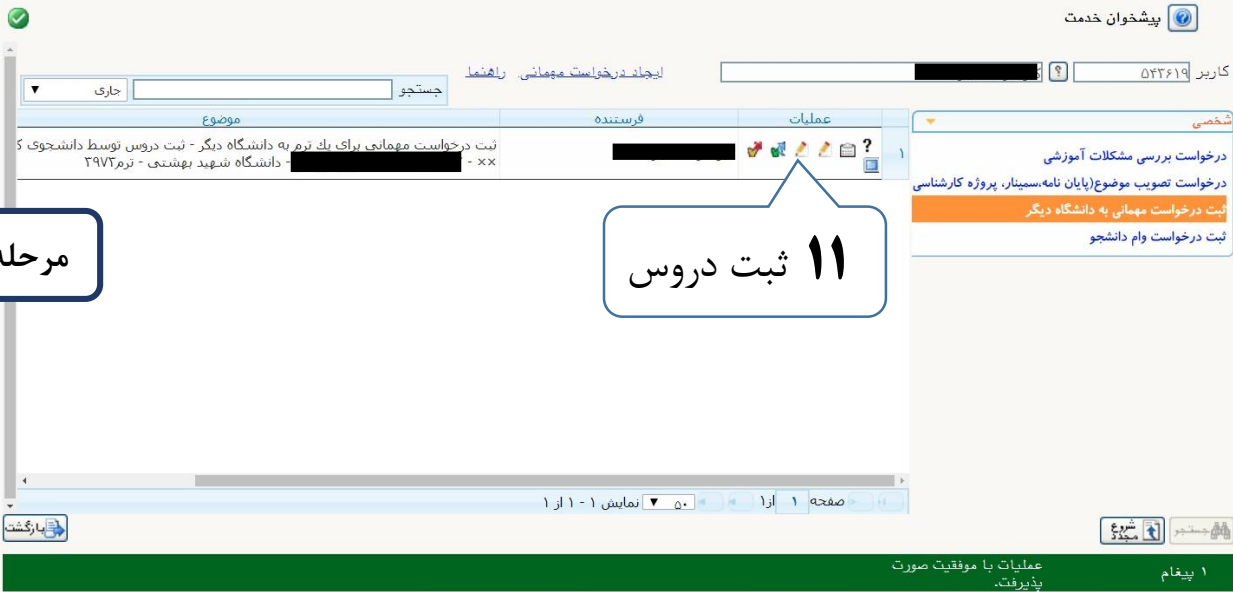 پیشخوان خدمت
کاربر ۵۴۳۶۱۹
ایجاد درخواست مهمانی
راهنما
جستجو
جاری
شخصی
درخواست بررسی مشکلات آموزشی
درخواست تصویب موضوع(پایان نامه،سمینار، پروژه کارشناسی
ثبت درخواست مهمانی به دانشگاه دیگر
ثبت درخواست وام دانشجو
عملیات
فرستنده
موضوع
۱
ثبت درخواست مهمانی برای یك ترم به دانشگاه دیگر - ثبت دروس توسط دانشجوی
×× -
- دانشگاه شهید بهشتی - ترم۳۹۷۲
۱۱ ثبت دروس
صفحه ۱ از۱
۵۰ نمایش ۱ - ۱ از ۱
جستجو
شروع مجدد
بازگشت
۱ پیغام
عملیات با موفقیت صورت
پذیرفت.